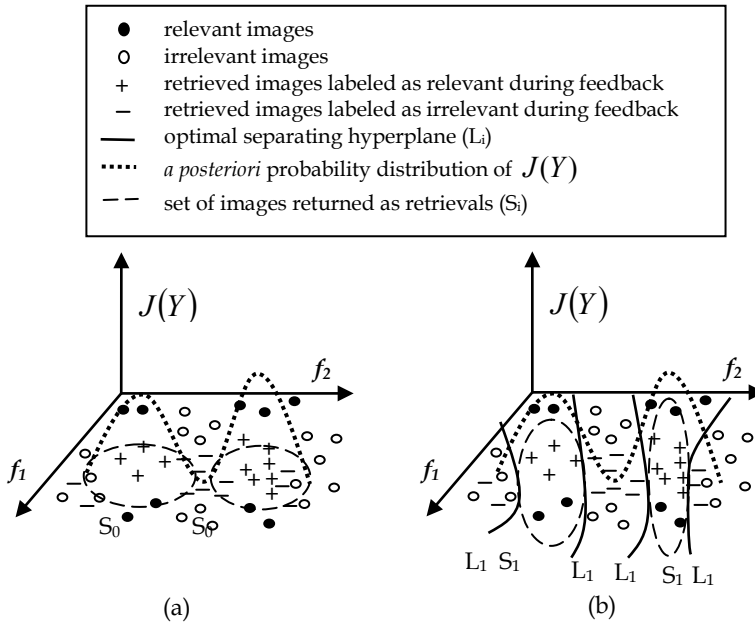 relevant images
irrelevant images
retrieved images labeled as relevant during feedback
retrieved images labeled as irrelevant during feedback
optimal separating hyperplane (Lᵢ)
a posteriori probability distribution of J(Y)
set of images returned as retrievals (Sᵢ)
J(Y)
f₂
f₁
S₀ S₀
(a)
J(Y)
f₂
f₁
L₁ S₁ L₁ L₁ S₁ L₁
(b)